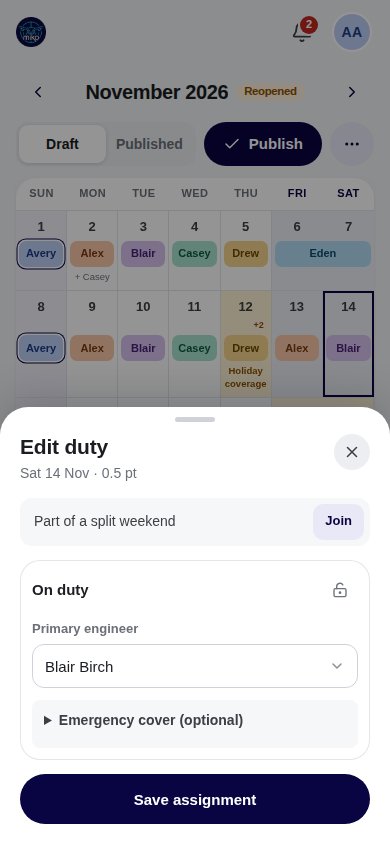 miko
2
AA
November 2026 Reopened
Draft Published Publish
SUN MON TUE WED THU FRI SAT
1 2 3 4 5 6 7
Avery Alex Blair Casey Drew Eden
+ Casey
8 9 10 11 12 13 14
+2
Avery Alex Blair Casey Drew Alex Blair
Holiday
coverage
Edit duty
Sat 14 Nov · 0.5 pt
Part of a split weekend Join
On duty
Primary engineer
Blair Birch
Emergency cover (optional)
Save assignment